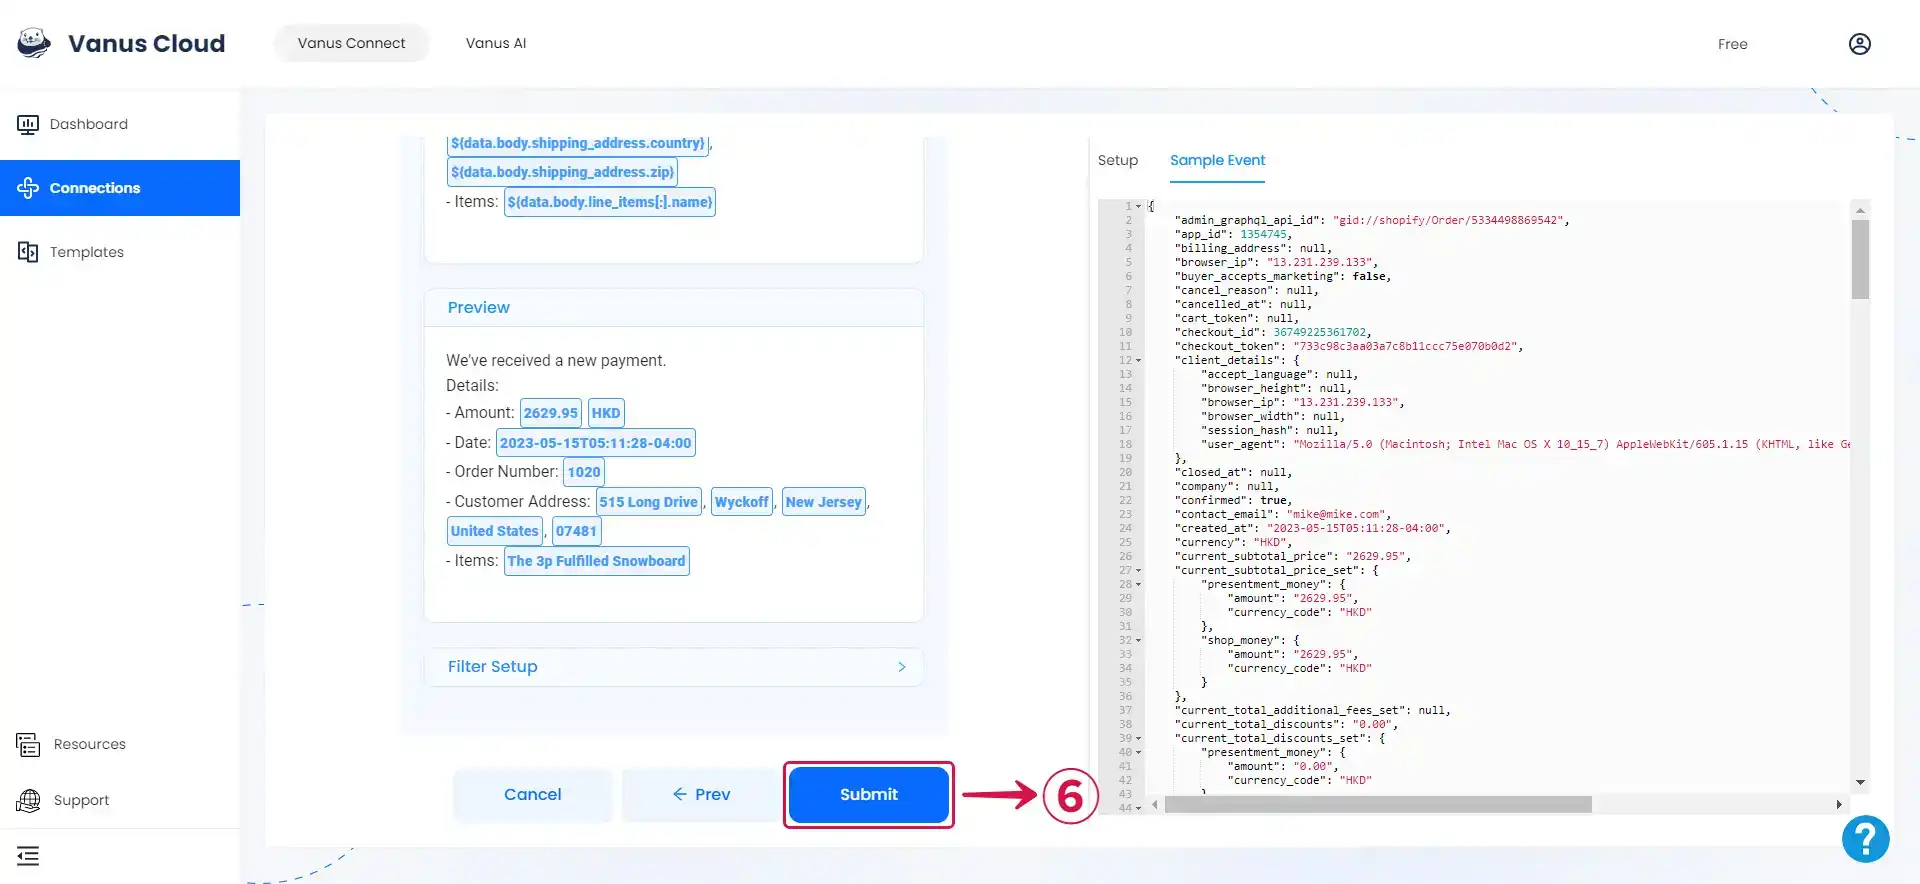 Vanus Cloud
Vanus Connect
Vanus AI
Free
Dashboard
Connections
Templates
Resources
Support
${data.body.shipping_address.country},
${data.body.shipping_address.zip}
- Items: ${data.body.line_items[:].name}
Preview
We've received a new payment.
Details:
- Amount: 2629.95 HKD
- Date: 2023-05-15T05:11:28-04:00
- Order Number: 1020
- Customer Address: 515 Long Drive, Wyckoff, New Jersey,
United States, 07481
- Items: The 3p Fulfilled Snowboard
Filter Setup
Cancel
Prev
Submit
6
Setup
Sample Event
1 {
2 "admin_graphql_api_id": "gid://shopify/Order/5334498869542",
3 "app_id": 1354745,
4 "billing_address": null,
5 "browser_ip": "13.231.239.133",
6 "buyer_accepts_marketing": false,
7 "cancel_reason": null,
8 "cancelled_at": null,
9 "cart_token": null,
10 "checkout_id": 36749225361702,
11 "checkout_token": "733c98c3aa03a7c8b11ccc75e070b0d2",
12 "client_details": {
13 "accept_language": null,
14 "browser_height": null,
15 "browser_ip": "13.231.239.133",
16 "browser_width": null,
17 "session_hash": null,
18 "user_agent": "Mozilla/5.0 (Macintosh; Intel Mac OS X 10_15_7) AppleWebKit/605.1.15 (KHTML, like Ge
19 },
20 "closed_at": null,
21 "company": null,
22 "confirmed": true,
23 "contact_email": "mike@mike.com",
24 "created_at": "2023-05-15T05:11:28-04:00",
25 "currency": "HKD",
26 "current_subtotal_price": "2629.95",
27 "current_subtotal_price_set": {
28 "presentment_money": {
29 "amount": "2629.95",
30 "currency_code": "HKD"
31 },
32 "shop_money": {
33 "amount": "2629.95",
34 "currency_code": "HKD"
35 }
36 },
37 "current_total_additional_fees_set": null,
38 "current_total_discounts": "0.00",
39 "current_total_discounts_set": {
40 "presentment_money": {
41 "amount": "0.00",
42 "currency_code": "HKD"
43 }
44
?